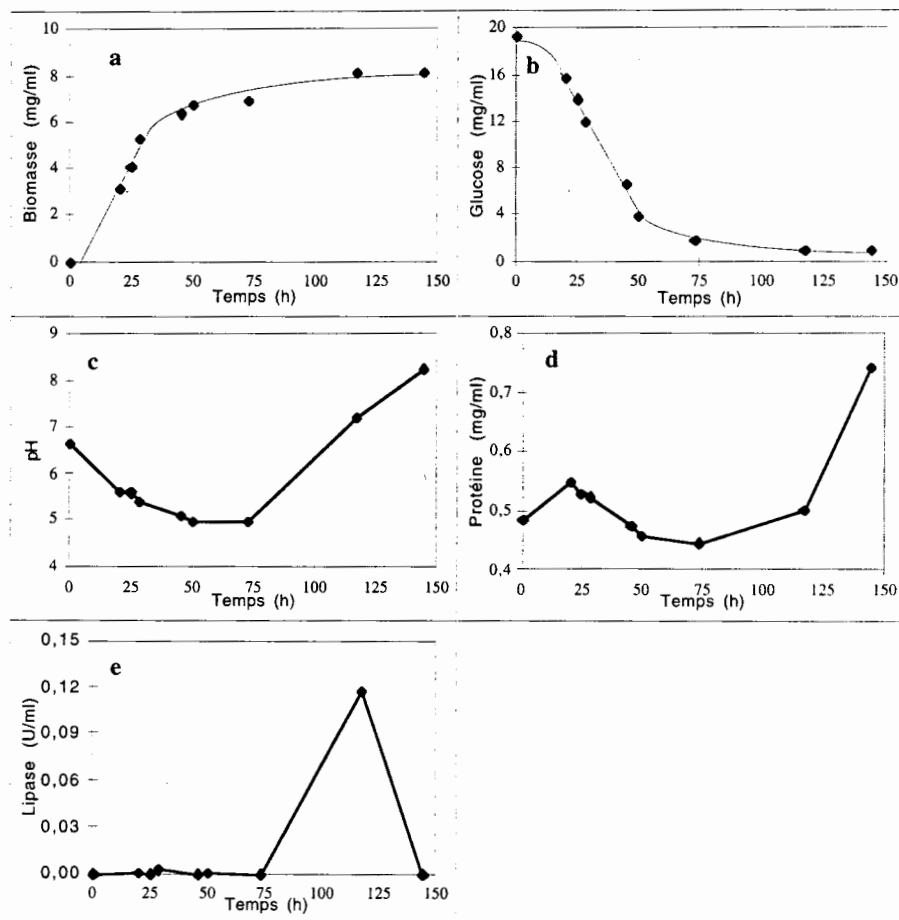 a
Biomasse (mg/ml)
10
8
6
4
2
0
0 25 50 75 100 125 150
Temps (h)
b
Glucose (mg/ml)
20
16
12
8
4
0
0 25 50 75 100 125 150
Temps (h)
c
pH
9
8
7
6
5
4
0 25 50 75 100 125 150
Temps (h)
d
Protéine (mg/ml)
0,8
0,7
0,6
0,5
0,4
0 25 50 75 100 125 150
Temps (h)
e
Lipase (U/ml)
0,15
0,12
0,09
0,06
0,03
0,00
0 25 50 75 100 125 150
Temps (h)